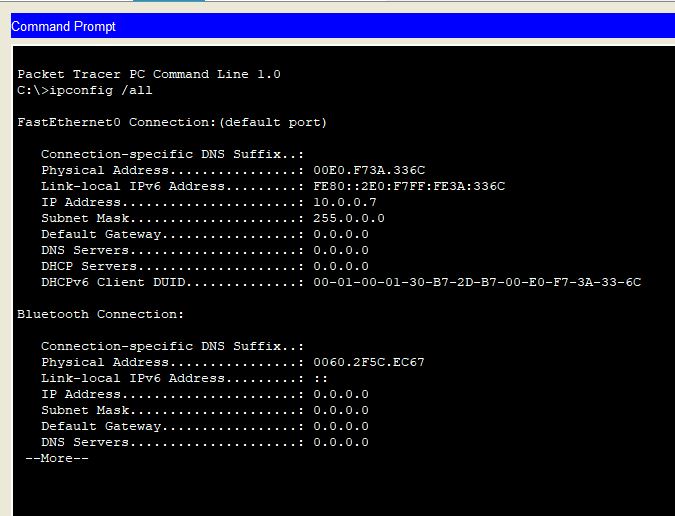 Command Prompt
Packet Tracer PC Command Line 1.0
C:\>ipconfig /all
FastEthernet0 Connection:(default port)
Connection-specific DNS Suffix..:
Physical Address................: 00E0.F73A.336C
Link-local IPv6 Address.........: FE80::2E0:F7FF:FE3A:336C
IP Address......................: 10.0.0.7
Subnet Mask.....................: 255.0.0.0
Default Gateway.................: 0.0.0.0
DNS Servers.....................: 0.0.0.0
DHCP Servers....................: 0.0.0.0
DHCPv6 Client DUID..............: 00-01-00-01-30-B7-2D-B7-00-E0-F7-3A-33-6C
Bluetooth Connection:
Connection-specific DNS Suffix..:
Physical Address................: 0060.2F5C.EC67
Link-local IPv6 Address.........: ::
IP Address......................: 0.0.0.0
Subnet Mask.....................: 0.0.0.0
Default Gateway.................: 0.0.0.0
DNS Servers.....................: 0.0.0.0
--More--